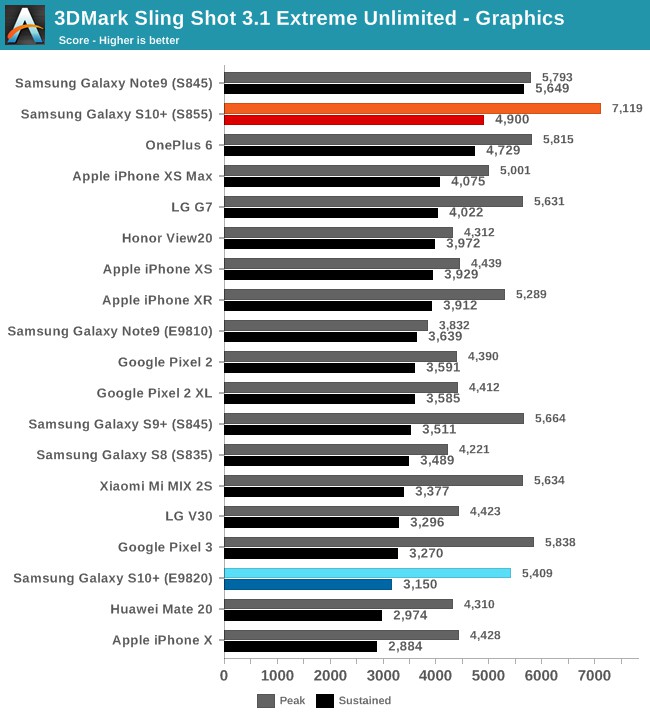 3DMark Sling Shot 3.1 Extreme Unlimited - Graphics
Score - Higher is better
Samsung Galaxy Note9 (S845) 5,793 5,649
Samsung Galaxy S10+ (S855) 7,119 4,900
OnePlus 6 5,815 4,729
Apple iPhone XS Max 5,001 4,075
LG G7 5,631 4,022
Honor View20 4,312 3,972
Apple iPhone XS 4,439 3,929
Apple iPhone XR 5,289 3,912
Samsung Galaxy Note9 (E9810) 3,832 3,639
Google Pixel 2 4,390 3,591
Google Pixel 2 XL 4,412 3,585
Samsung Galaxy S9+ (S845) 5,664 3,511
Samsung Galaxy S8 (S835) 4,221 3,489
Xiaomi Mi MIX 2S 5,634 3,377
LG V30 4,423 3,296
Google Pixel 3 5,838 3,270
Samsung Galaxy S10+ (E9820) 5,409 3,150
Huawei Mate 20 4,310 2,974
Apple iPhone X 4,428 2,884
0 1000 2000 3000 4000 5000 6000 7000
Peak Sustained